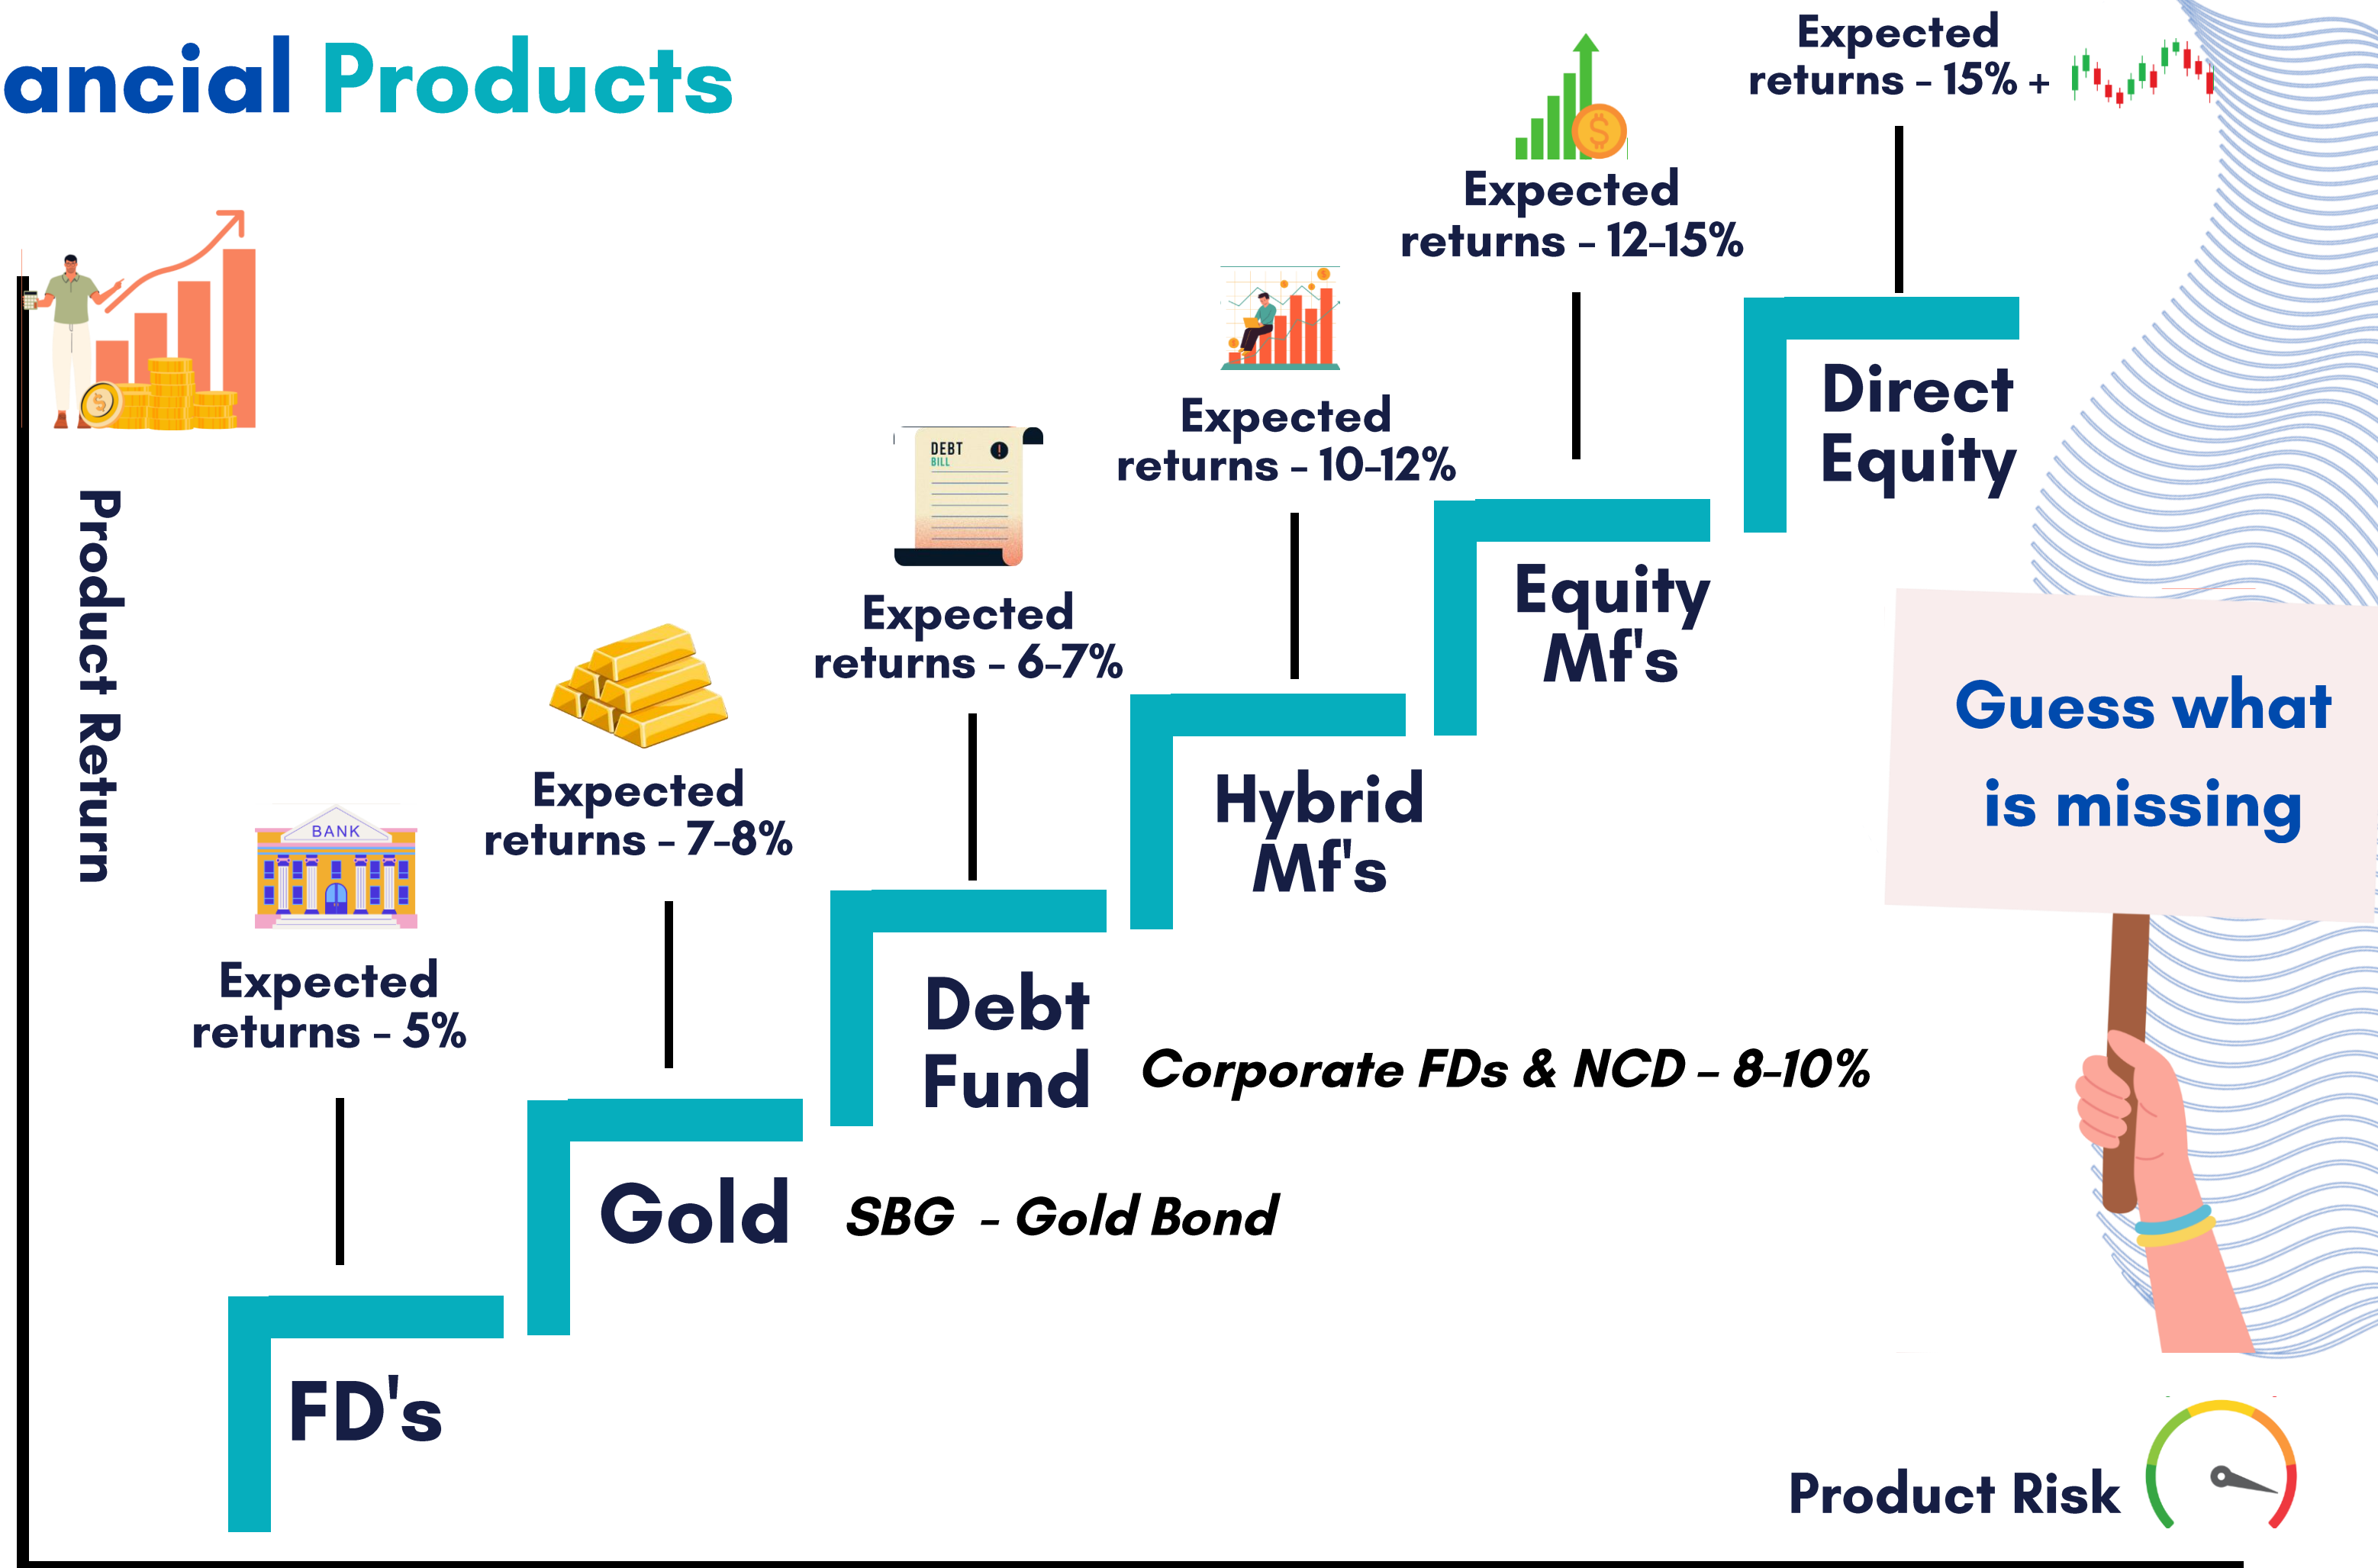 ancial Products
Expected
returns - 15% +
Expected
returns - 12-15%
Expected
returns - 10-12%
DEBT
BILL
Expected
returns - 6-7%
Expected
returns - 7-8%
BANK
Expected
returns - 5%
Product Return
Direct
Equity
Equity
Mf's
Hybrid
Mf's
Debt
Fund
Corporate FDs & NCD - 8-10%
Gold
SBG - Gold Bond
FD's
Guess what
is missing
Product Risk